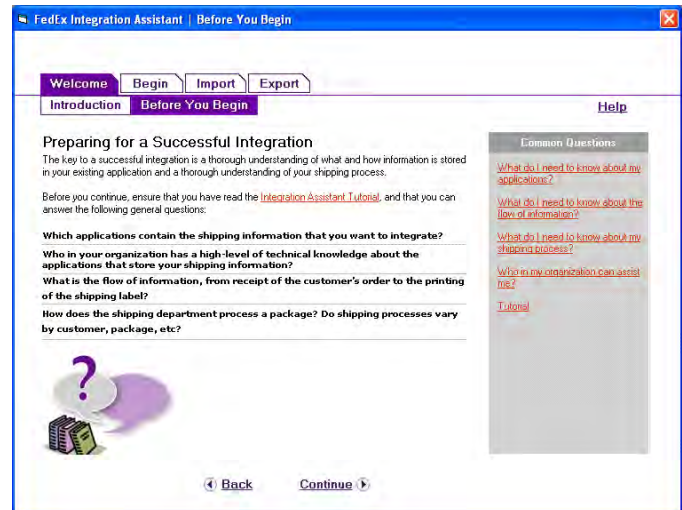 FedEx Integration Assistant | Before You Begin
Welcome Begin Import Export
Introduction Before You Begin
Help
Preparing for a Successful Integration
The key to a successful integration is a thorough understanding of what and how information is stored
in your existing application and a thorough understanding of your shipping process.
Before you continue, ensure that you have read the Integration Assistant Tutorial, and that you can
answer the following general questions:
Which applications contain the shipping information that you want to integrate?
Who in your organization has a high-level of technical knowledge about the
applications that store your shipping information?
What is the flow of information, from receipt of the customer's order to the printing
of the shipping label?
How does the shipping department process a package? Do shipping processes vary
by customer, package, etc?
Common Questions
What do I need to know about my
applications?
What do I need to know about the
flow of information?
What do I need to know about my
shipping process?
Who in my organization can assist
me?
Tutorial
?
Back Continue